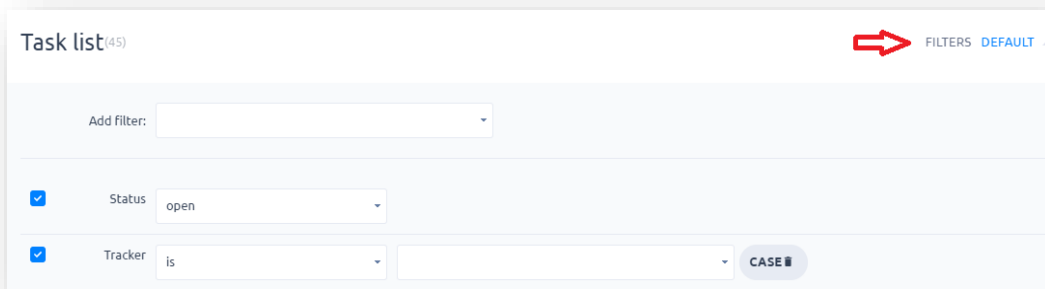 Task list(45)
FILTERS DEFAULT
Add filter:
Status open
Tracker is CASE